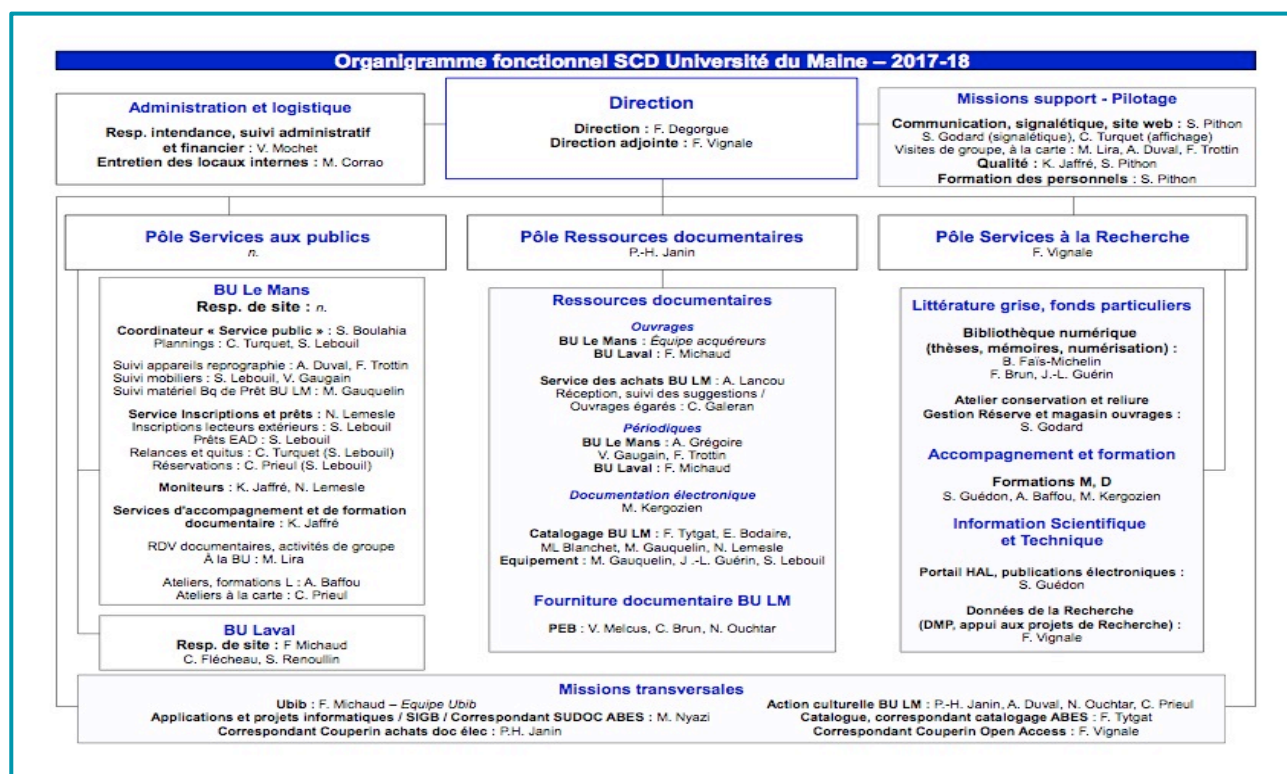 Organigramme fonctionnel SCD Université du Maine – 2017-18
Administration et logistique
Resp. intendance, suivi administratif
et financier : V. Mochet
Entretien des locaux internes : M. Corrao
Direction
Direction : F. Degorgue
Direction adjointe : F. Vignale
Missions support - Pilotage
Communication, signalétique, site web : S. Pithon
S. Godard (signalétique), C. Turquet (affichage)
Visites de groupe, à la carte : M. Lira, A. Duval, F. Trottin
Qualité : K. Jaffré, S. Pithon
Formation des personnels : S. Pithon
Pôle Services aux publics
n.
BU Le Mans
Resp. de site : n.
Coordinateur « Service public » : S. Boulahia
Plannings : C. Turquet, S. Lebouil
Suivi appareils reprographie : A. Duval, F. Trottin
Suivi mobiliers : S. Lebouil, V. Gaugain
Suivi matériel Bq de Prêt BU LM : M. Gauquelin
Service Inscriptions et prêts : N. Lemesle
Inscriptions lecteurs extérieurs : S. Lebouil
Prêts EAD : S. Lebouil
Relances et quitus : C. Turquet (S. Lebouil)
Réservations : C. Prieul (S. Lebouil)
Moniteurs : K. Jaffré, N. Lemesle
Services d'accompagnement et de formation
documentaire : K. Jaffré
RDV documentaires, activités de groupe
À la BU : M. Lira
Ateliers, formations L : A. Baffou
Ateliers à la carte : C. Prieul
BU Laval
Resp. de site : F Michaud
C. Flécheau, S. Renoullin
Pôle Ressources documentaires
P.-H. Janin
Ressources documentaires
Ouvrages
BU Le Mans : Équipe acquéreurs
BU Laval : F. Michaud
Service des achats BU LM : A. Lancou
Réception, suivi des suggestions /
Ouvrages égarés : C. Galeran
Périodiques
BU Le Mans : A. Grégoire
V. Gaugain, F. Trottin
BU Laval : F. Michaud
Documentation électronique
M. Kergozien
Catalogage BU LM : F. Tytgat, E. Bodaire,
ML Blanchet, M. Gauquelin, N. Lemesle
Equipement : M. Gauquelin, J .-L. Guérin, S. Lebouil
Fourniture documentaire BU LM
PEB : V. Melcus, C. Brun, N. Ouchtar
Pôle Services à la Recherche
F. Vignale
Littérature grise, fonds particuliers
Bibliothèque numérique
(thèses, mémoires, numérisation) :
B. Faïs-Michelin
F. Brun, J.-L. Guérin
Atelier conservation et reliure
Gestion Réserve et magasin ouvrages :
S. Godard
Accompagnement et formation
Formations M, D
S. Guédon, A. Baffou, M. Kergozien
Information Scientifique
et Technique
Portail HAL, publications électroniques :
S. Guédon
Données de la Recherche
(DMP, appui aux projets de Recherche) :
F. Vignale
Missions transversales
Ubib : F. Michaud – Equipe Ubib
Applications et projets informatiques / SIGB / Correspondant SUDOC ABES : M. Nyazi
Correspondant Couperin achats doc élec : P.H. Janin
Action culturelle BU LM : P.-H. Janin, A. Duval, N. Ouchtar, C. Prieul
Catalogue, correspondant catalogage ABES : F. Tytgat
Correspondant Couperin Open Access : F. Vignale